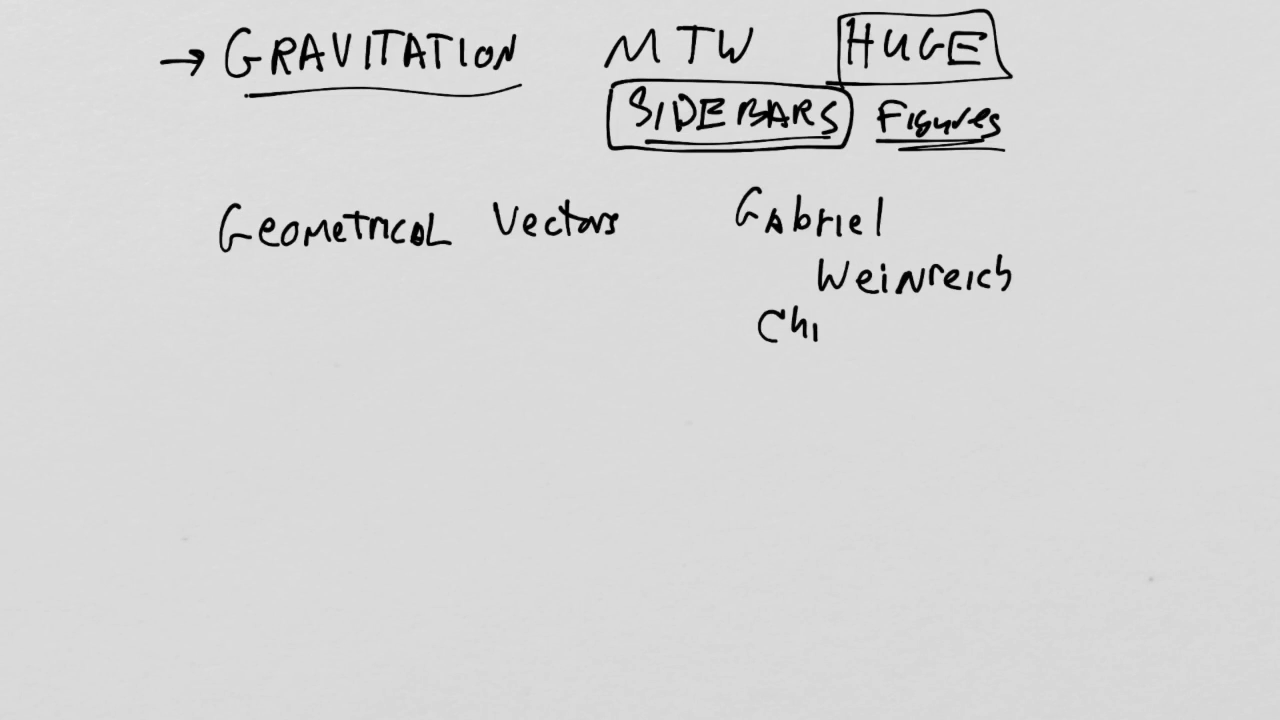 → GRAVITATION MTW HUGE
SIDEBARS Figures
GEOMETRICAL Vectors GAbriel
Weinreich
Chi